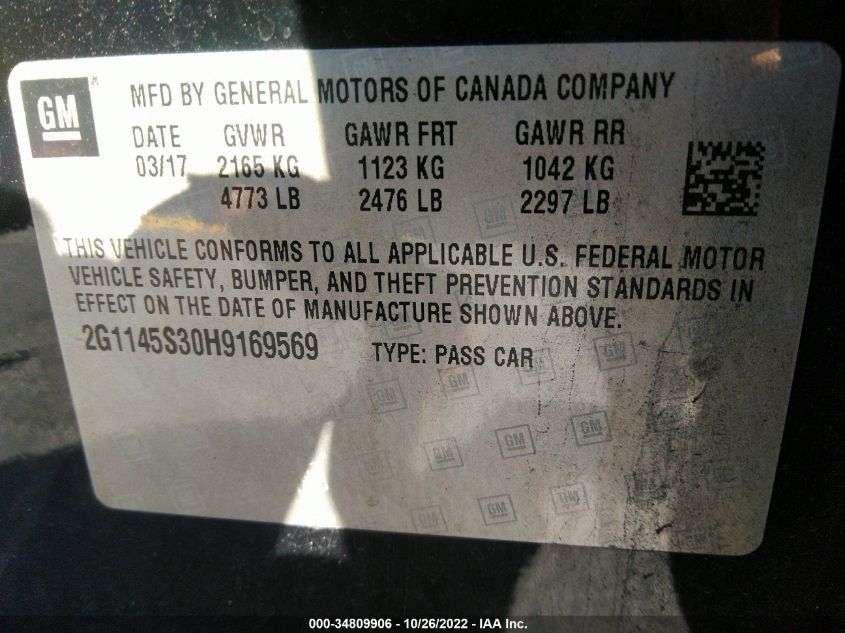 GM
MFD BY GENERAL MOTORS OF CANADA COMPANY
DATE GVWR GAWR FRT GAWR RR
03/17 2165 KG 1123 KG 1042 KG
4773 LB 2476 LB 2297 LB
THIS VEHICLE CONFORMS TO ALL APPLICABLE U.S. FEDERAL MOTOR
VEHICLE SAFETY, BUMPER, AND THEFT PREVENTION STANDARDS IN
EFFECT ON THE DATE OF MANUFACTURE SHOWN ABOVE.
2G1145S30H9169569 TYPE: PASS CAR
000-34809906 - 10/26/2022 - IAA Inc.